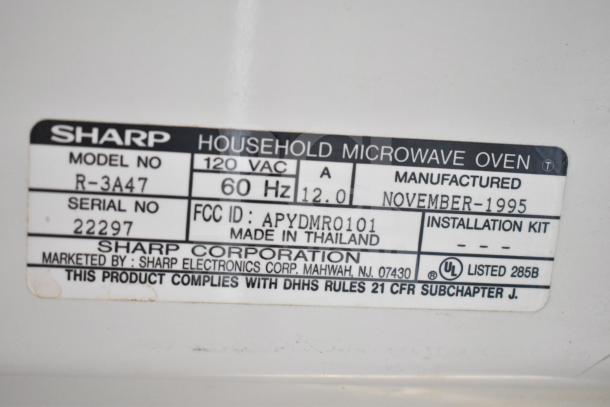 SHARP HOUSEHOLD MICROWAVE OVEN T
MODEL NO
R-3A47
120 VAC
60 Hz
A
12.0
MANUFACTURED
NOVEMBER-1995
SERIAL NO
22297
FCC ID : APYDMR0101
MADE IN THAILAND
INSTALLATION KIT
- - -
SHARP CORPORATION
MARKETED BY : SHARP ELECTRONICS CORP. MAHWAH, NJ. 07430
® UL LISTED 285B
THIS PRODUCT COMPLIES WITH DHHS RULES 21 CFR SUBCHAPTER J.